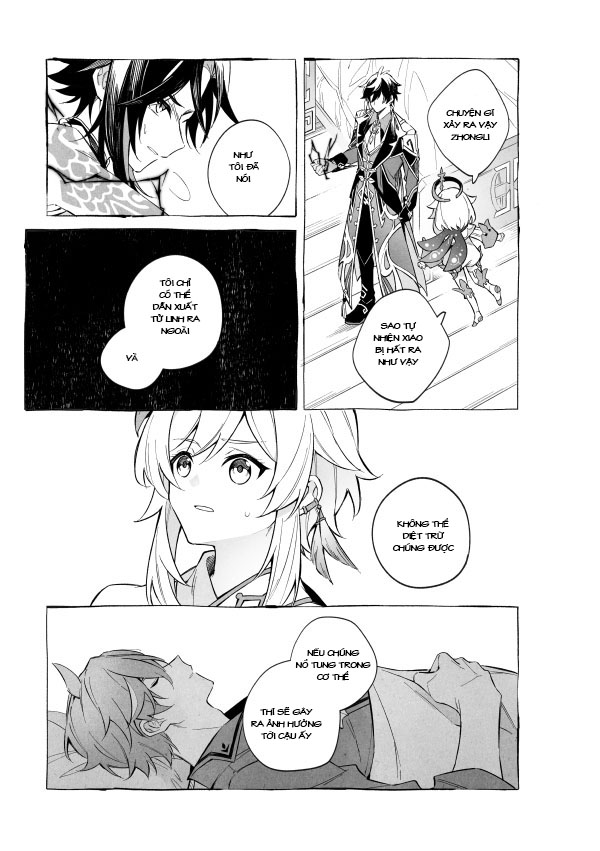 CHUYỆN GÌ
XẢY RA VẬY
ZHONGLI
SAO TỰ
NHIÊN XIAO
BỊ HẤT RA
NHƯ VẬY
NHƯ
TÔI ĐÃ
NÓI
TÔI CHỈ
CÓ THỂ
DẪN XUẤT
TỬ LINH RA
NGOÀI
VÀ
KHÔNG THỂ
DIỆT TRỪ
CHÚNG ĐƯỢC
NẾU CHÚNG
NỔ TUNG TRONG
CƠ THỂ
THÌ SẼ GÂY
RA ẢNH HƯỞNG
TỚI CẬU ẤY